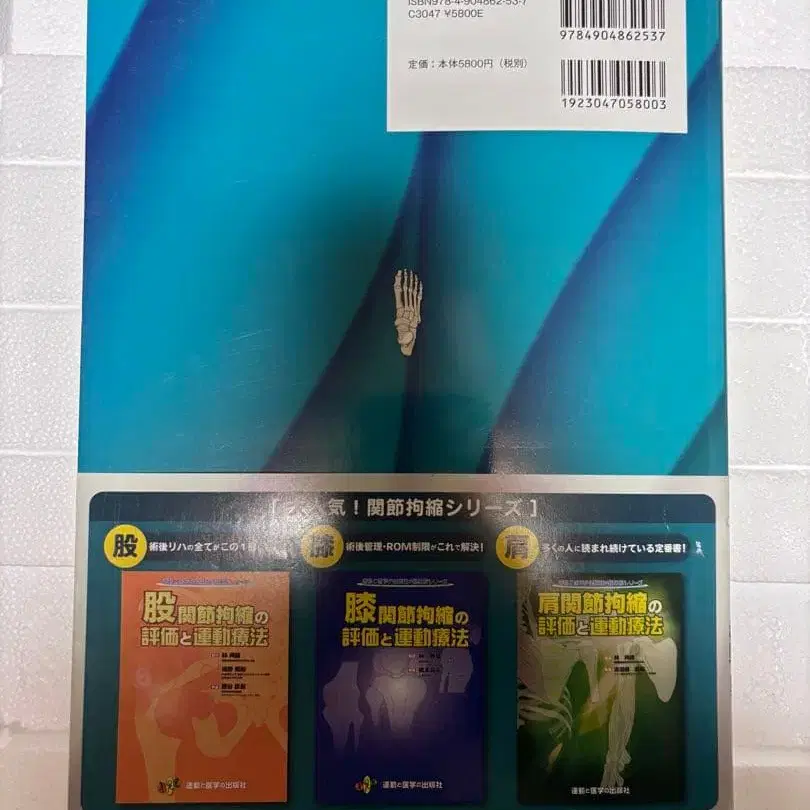 ISBN978-4-904862-53-7
C3047 ¥5800E
9784904862537
定価：本体5800円（税別）
1923047058003
気！関節拘縮シリーズ ]
股 術後リハの全てがこの1
膝 術後管理・ROM制限がこれで解決！
肩 くの人に読まれ続けている定番書！
股関節拘縮の
評価と運動療法
運動と医学の出版社
膝関節拘縮の
評価と運動療法
運動と医学の出版社
肩関節拘縮の
評価と運動療法
運動と医学の出版社